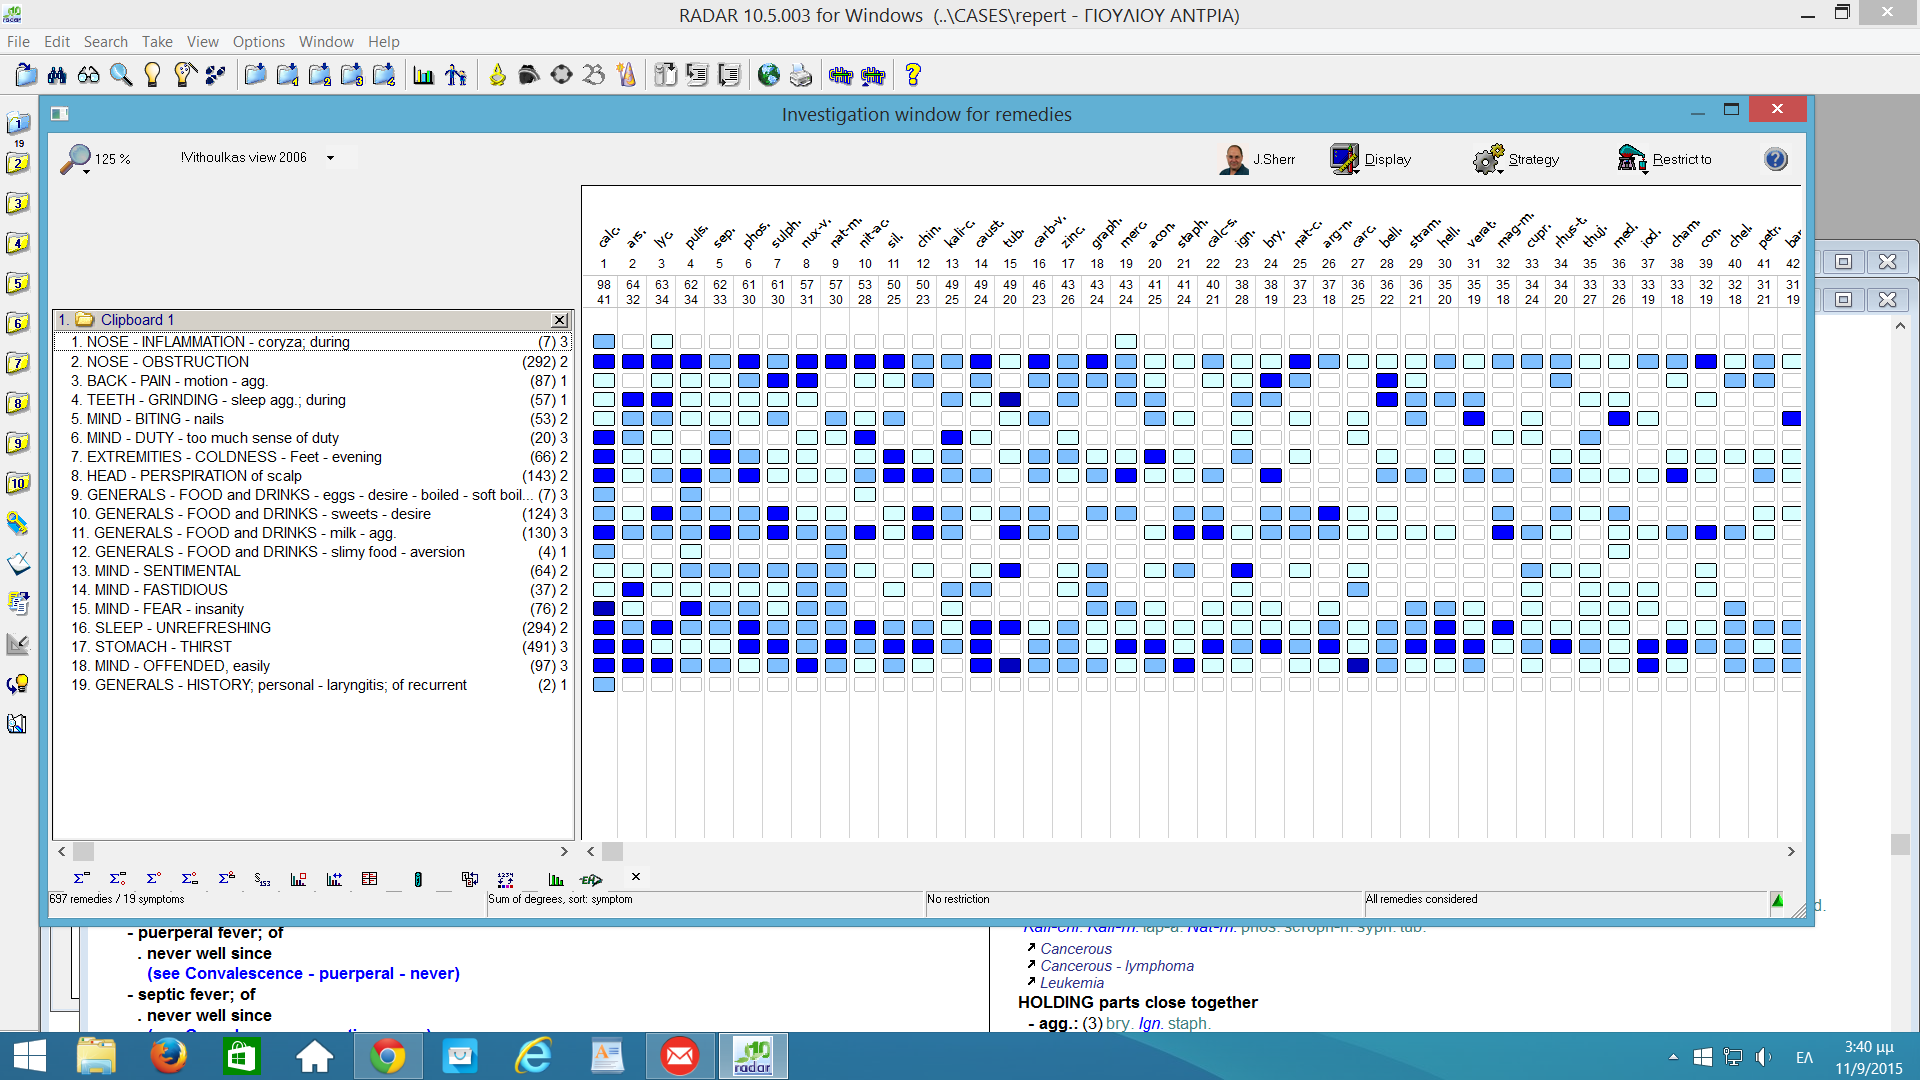 RADAR 10.5.003 for Windows (..\CASES\repert - ΓΙΟΥΛΙΟΥ ΑΝΤΡΙΑ)
File Edit Search Take View Options Window Help
Investigation window for remedies
125 %
!Vithoulkas view 2006
J.Sherr
Display
Strategy
Restrict to
calc. ars. lyc. puls. sep. phos. sulph. nux-v. nat-m. nit-ac. sil. chin. kali-c. caust. tub. carb-v. zinc. graph. merc. acon. staph. calc-s. ign. bry. nat-c. arg-n. carc. bell. stram. hell. verat. mag-m. cupr. rhus-t. thuj. med. iod. cham. con. chel. petr. bar
1 2 3 4 5 6 7 8 9 10 11 12 13 14 15 16 17 18 19 20 21 22 23 24 25 26 27 28 29 30 31 32 33 34 35 36 37 38 39 40 41 42
98 64 63 62 62 61 61 57 57 53 50 50 49 49 49 46 43 43 43 41 41 40 38 38 37 37 36 36 36 35 35 35 34 34 33 33 33 33 32 32 31 31
41 32 34 34 33 30 30 31 30 28 25 23 25 24 20 23 26 24 24 25 24 21 28 19 23 18 25 22 21 20 19 18 24 20 27 26 19 18 19 18 21 19
1. Clipboard 1
1. NOSE - INFLAMMATION - coryza; during (7) 3
2. NOSE - OBSTRUCTION (292) 2
3. BACK - PAIN - motion - agg. (87) 1
4. TEETH - GRINDING - sleep agg.; during (57) 1
5. MIND - BITING - nails (53) 2
6. MIND - DUTY - too much sense of duty (20) 3
7. EXTREMITIES - COLDNESS - Feet - evening (66) 2
8. HEAD - PERSPIRATION of scalp (143) 2
9. GENERALS - FOOD and DRINKS - eggs - desire - boiled - soft boil... (7) 3
10. GENERALS - FOOD and DRINKS - sweets - desire (124) 3
11. GENERALS - FOOD and DRINKS - milk - agg. (130) 3
12. GENERALS - FOOD and DRINKS - slimy food - aversion (4) 1
13. MIND - SENTIMENTAL (64) 2
14. MIND - FASTIDIOUS (37) 2
15. MIND - FEAR - insanity (76) 2
16. SLEEP - UNREFRESHING (294) 2
17. STOMACH - THIRST (491) 3
18. MIND - OFFENDED, easily (97) 3
19. GENERALS - HISTORY; personal - laryngitis; of recurrent (2) 1
697 remedies / 19 symptoms
Sum of degrees, sort: symptom
No restriction
All remedies considered
- puerperal fever; of
. never well since
(see Convalescence - puerperal - never)
- septic fever; of
. never well since
Cancerous
Cancerous - lymphoma
Leukemia
HOLDING parts close together
- agg.: (3) bry. Ign. staph.
1
19
2
3
4
5
6
7
8
9
10
radar
ΕΛ
3:40 μμ
11/9/2015